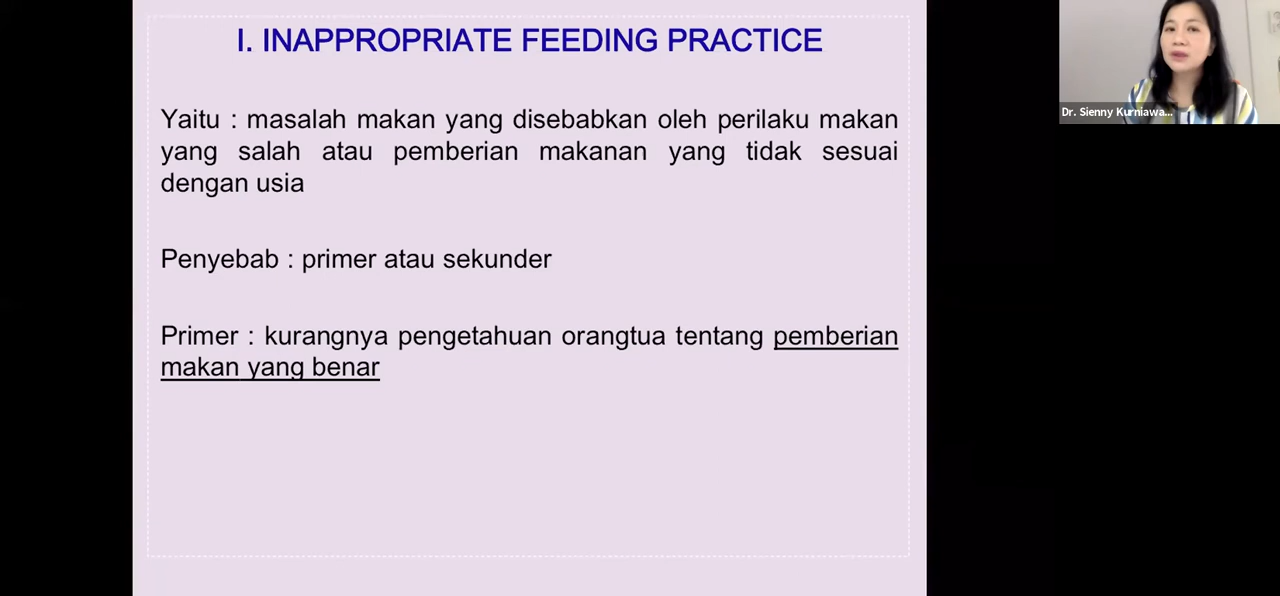 I. INAPPROPRIATE FEEDING PRACTICE
Yaitu : masalah makan yang disebabkan oleh perilaku makan
yang salah atau pemberian makanan yang tidak sesuai
dengan usia
Penyebab : primer atau sekunder
Primer : kurangnya pengetahuan orangtua tentang pemberian
makan yang benar
Dr. Sienny Kurniawa...